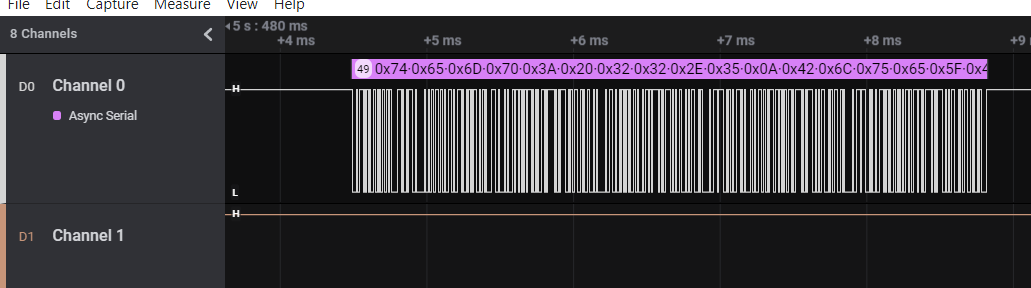 File Edit Capture Measure View Help
8 Channels
5 s : 480 ms
+4 ms +5 ms +6 ms +7 ms +8 ms +9
D0 Channel 0
Async Serial
H
L
49 0x74·0x65·0x6D·0x70·0x3A·0x20·0x32·0x32·0x2E·0x35·0x0A·0x42·0x6C·0x75·0x65·0x5F·0x4
D1 Channel 1
H